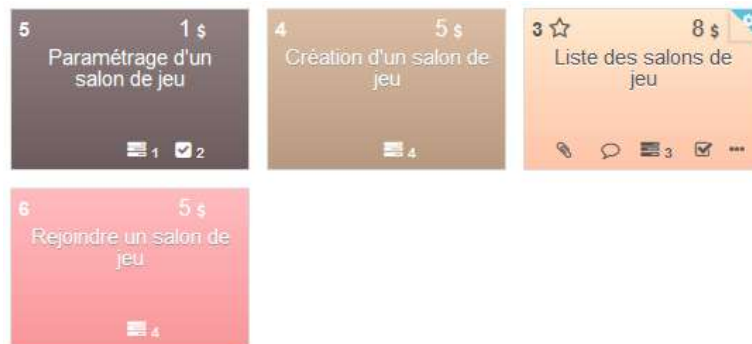 5 1 $
Paramétrage d'un
salon de jeu
1 2
4 5 $
Création d'un salon de
jeu
4
3 8 $
Liste des salons de
jeu
3
6 5 $
Rejoindre un salon de
jeu
4